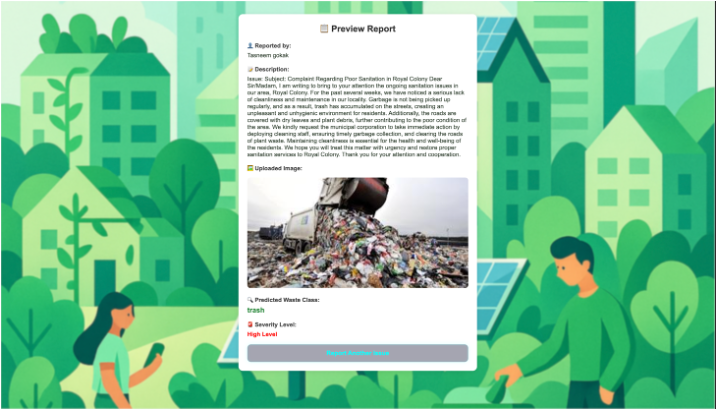 Preview Report
Reported by:
Tasneem gokak
Description:
Issue: Subject: Complaint Regarding Poor Sanitation in Royal Colony Dear
Sir/Madam, I am writing to bring to your attention the ongoing sanitation issues in
our area, Royal Colony. For the past several weeks, we have noticed a serious lack
of cleanliness and maintenance in our locality. Garbage is not being picked up
regularly, and as a result, trash has accumulated on the streets, creating an
unpleasant and unhygienic environment for residents. Additionally, the roads are
covered with dry leaves and plant debris, further contributing to the poor condition of
the area. We kindly request the municipal corporation to take immediate action by
deploying cleaning staff, ensuring timely garbage collection, and clearing the roads
of plant waste. Maintaining cleanliness is essential for the health and well-being of
the residents. We hope you will treat this matter with urgency and restore proper
sanitation services to Royal Colony. Thank you for your attention and cooperation.
Uploaded Image:
Predicted Waste Class:
trash
Severity Level:
High Level
Report Another Issue